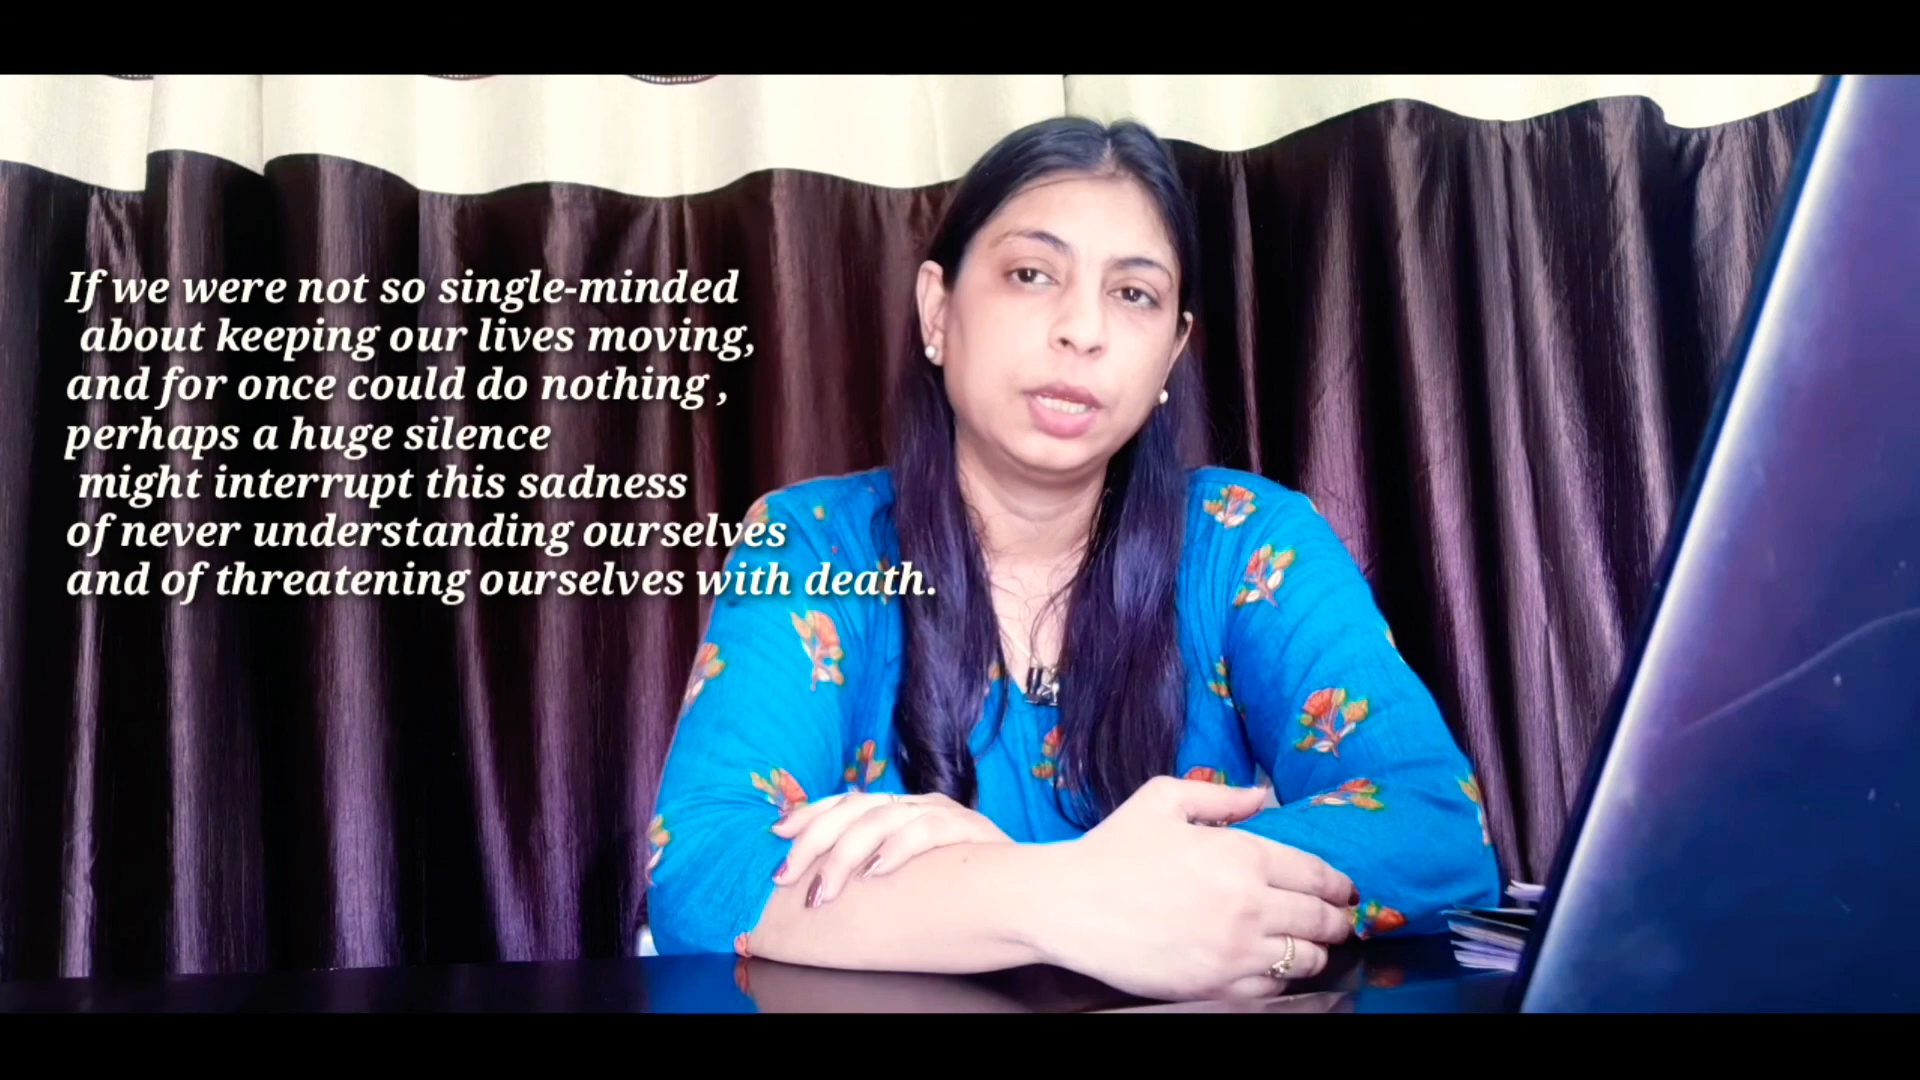 If we were not so single-minded
about keeping our lives moving,
and for once could do nothing ,
perhaps a huge silence
might interrupt this sadness
of never understanding ourselves
and of threatening ourselves with death.